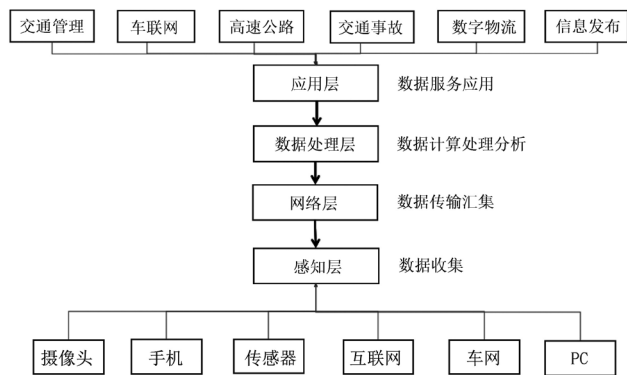 交通管理 车联网 高速公路 交通事故 数字物流 信息发布
应用层 数据服务应用
数据处理层 数据计算处理分析
网络层 数据传输汇集
感知层 数据收集
摄像头 手机 传感器 互联网 车网 PC